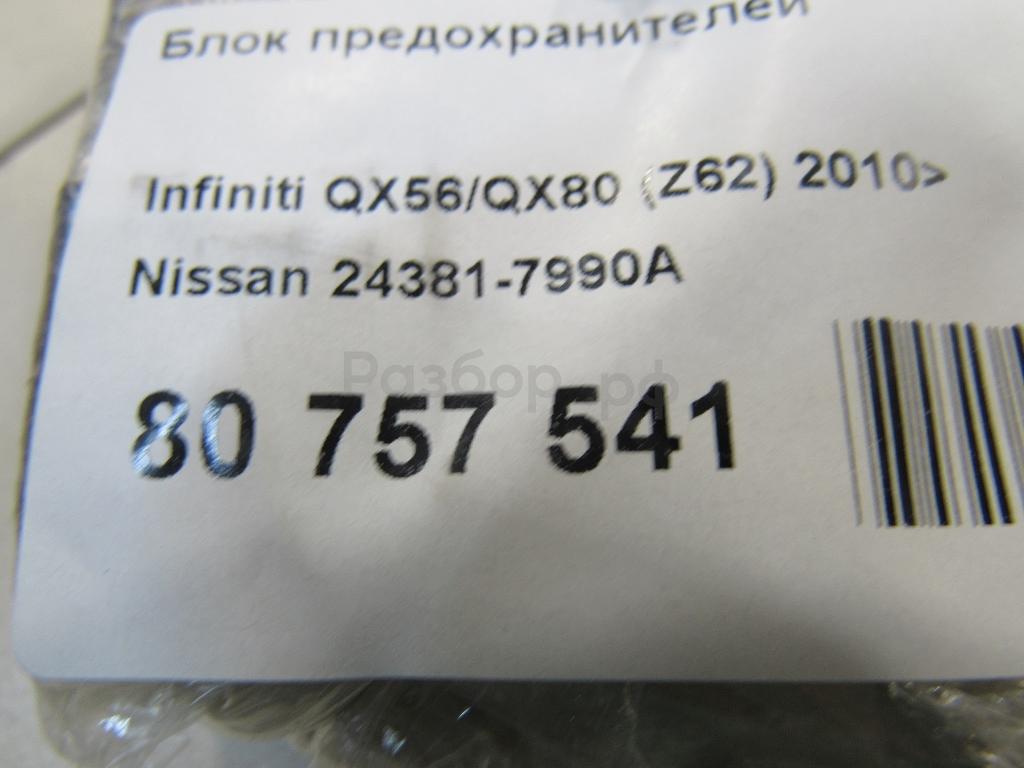 Блок предохранителей
Infiniti QX56/QX80 (Z62) 2010>
Nissan 24381-7990A
Разбор.рф
80 757 541